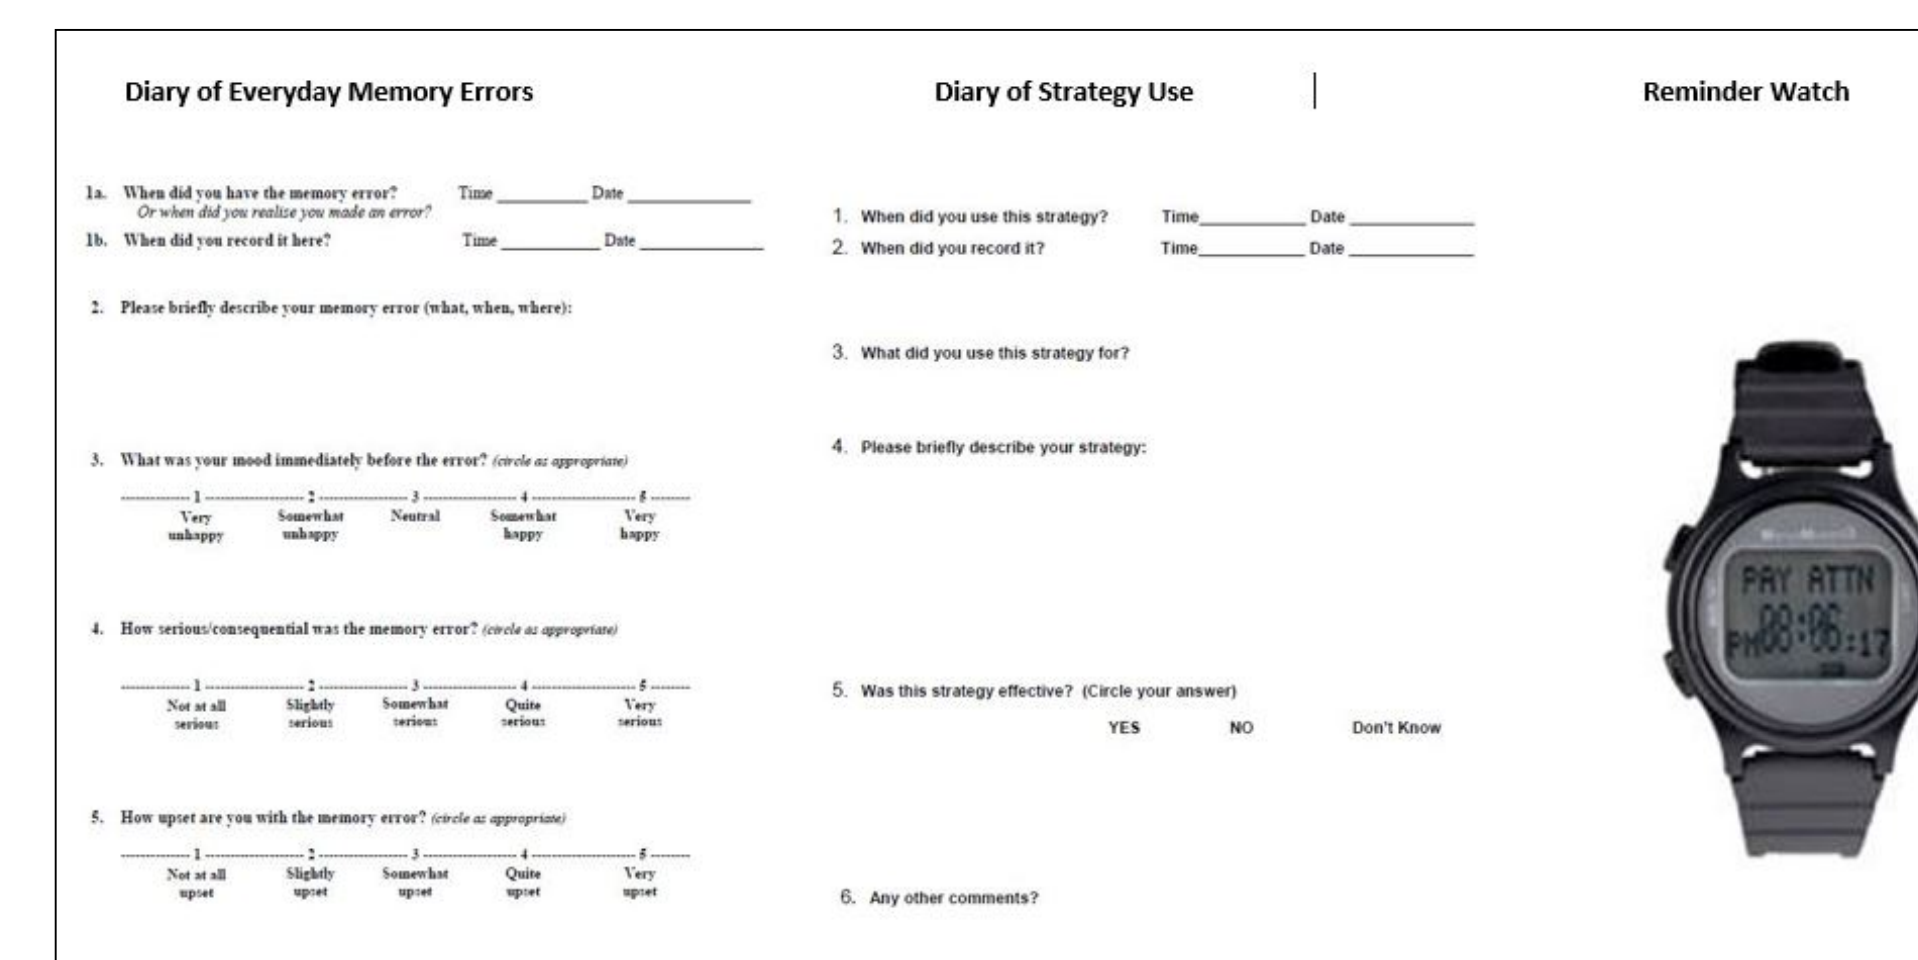 Diary of Everyday Memory Errors
1a. When did you have the memory error? Time __________ Date __________
Or when did you realise you made an error?
1b. When did you record it here? Time __________ Date __________
2. Please briefly describe your memory error (what, when, where):
3. What was your mood immediately before the error? (circle as appropriate)
1 2 3 4 5
Very Somewhat Neutral Somewhat Very
unhappy unhappy happy happy
4. How serious/consequential was the memory error? (circle as appropriate)
1 2 3 4 5
Not at all Slightly Somewhat Quite Very
serious serious serious serious serious
5. How upset are you with the memory error? (circle as appropriate)
1 2 3 4 5
Not at all Slightly Somewhat Quite Very
upset upset upset upset upset
Diary of Strategy Use
1. When did you use this strategy? Time__________ Date __________
2. When did you record it? Time__________ Date __________
3. What did you use this strategy for?
4. Please briefly describe your strategy:
5. Was this strategy effective? (Circle your answer)
YES NO Don't Know
6. Any other comments?
Reminder Watch
PAY ATTN
00:00
PM00:00:17